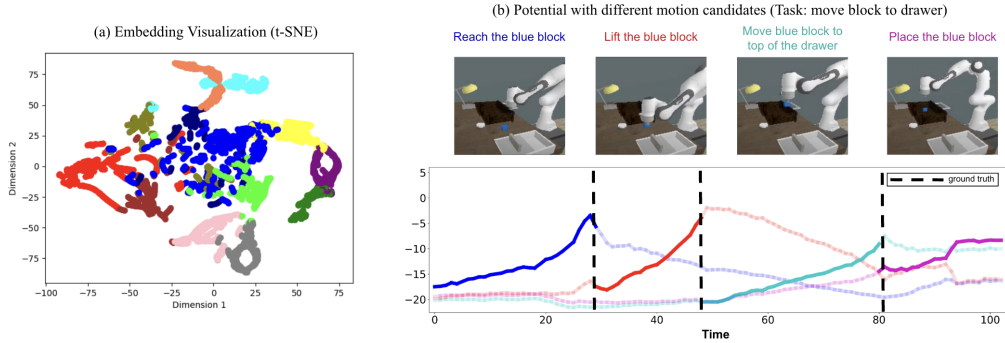 (b) Potential with different motion candidates (Task: move block to drawer)
(a) Embedding Visualization (t-SNE)
Reach the blue block
Lift the blue block
Move blue block to
top of the drawer
Place the blue block
Dimension 2
75
50
25
0
−25
−50
−75
−100
−75
−50
−25
0
25
50
75
Dimension 1
5
0
−5
−10
−15
−20
ground truth
0
20
40
60
80
100
Time